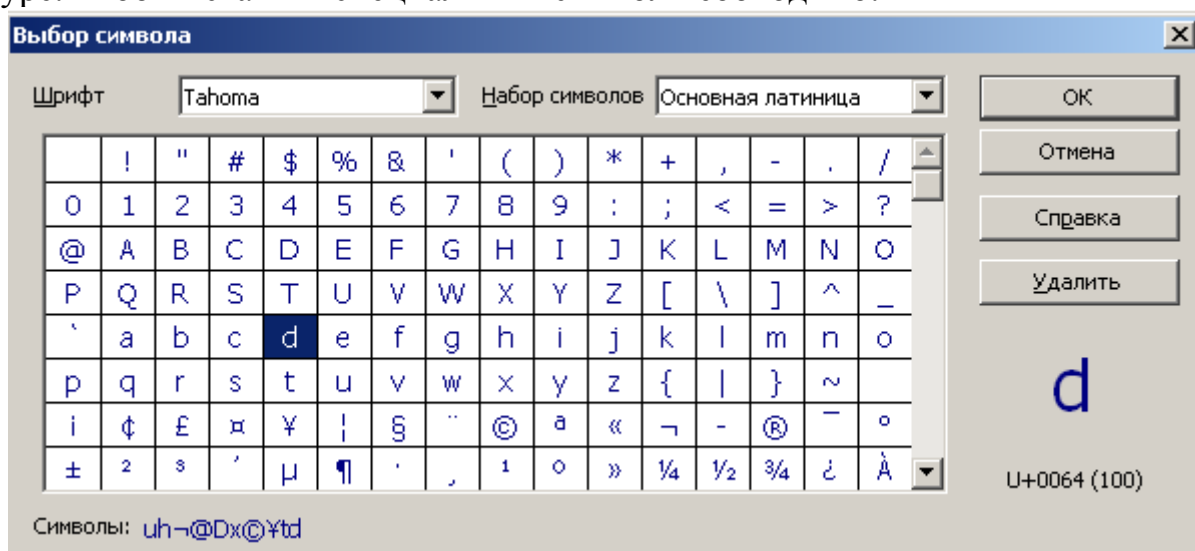 Выбор символа
Шрифт Tahoma Набор символов Основная латиница ОК
Отмена
Справка
Удалить
! " # $ % & ' ( ) * + , - . /
0 1 2 3 4 5 6 7 8 9 : ; < = > ?
@ A B C D E F G H I J K L M N O
P Q R S T U V W X Y Z [ \ ] ^ _
` a b c d e f g h i j k l m n o
p q r s t u v w x y z { | } ~
¡ ¢ £ ¤ ¥ ¦ § ¨ © ª « ¬ - ® ¯ °
± ² ³ ´ µ ¶ · ¸ ¹ º » ¼ ½ ¾ ¿ À
d
U+0064 (100)
Символы: uh¬@Dx©¥td